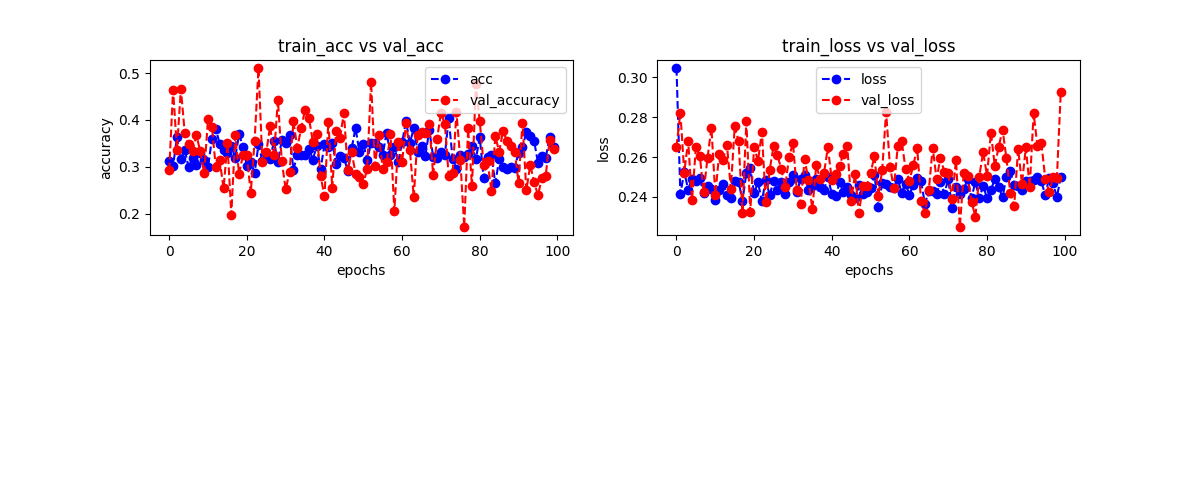 train_acc vs val_acc
0.5
0.4
0.3
0.2
accuracy
acc
val_accuracy
0 20 40 60 80 100
epochs
train_loss vs val_loss
0.30
0.28
0.26
0.24
loss
loss
val_loss
0 20 40 60 80 100
epochs